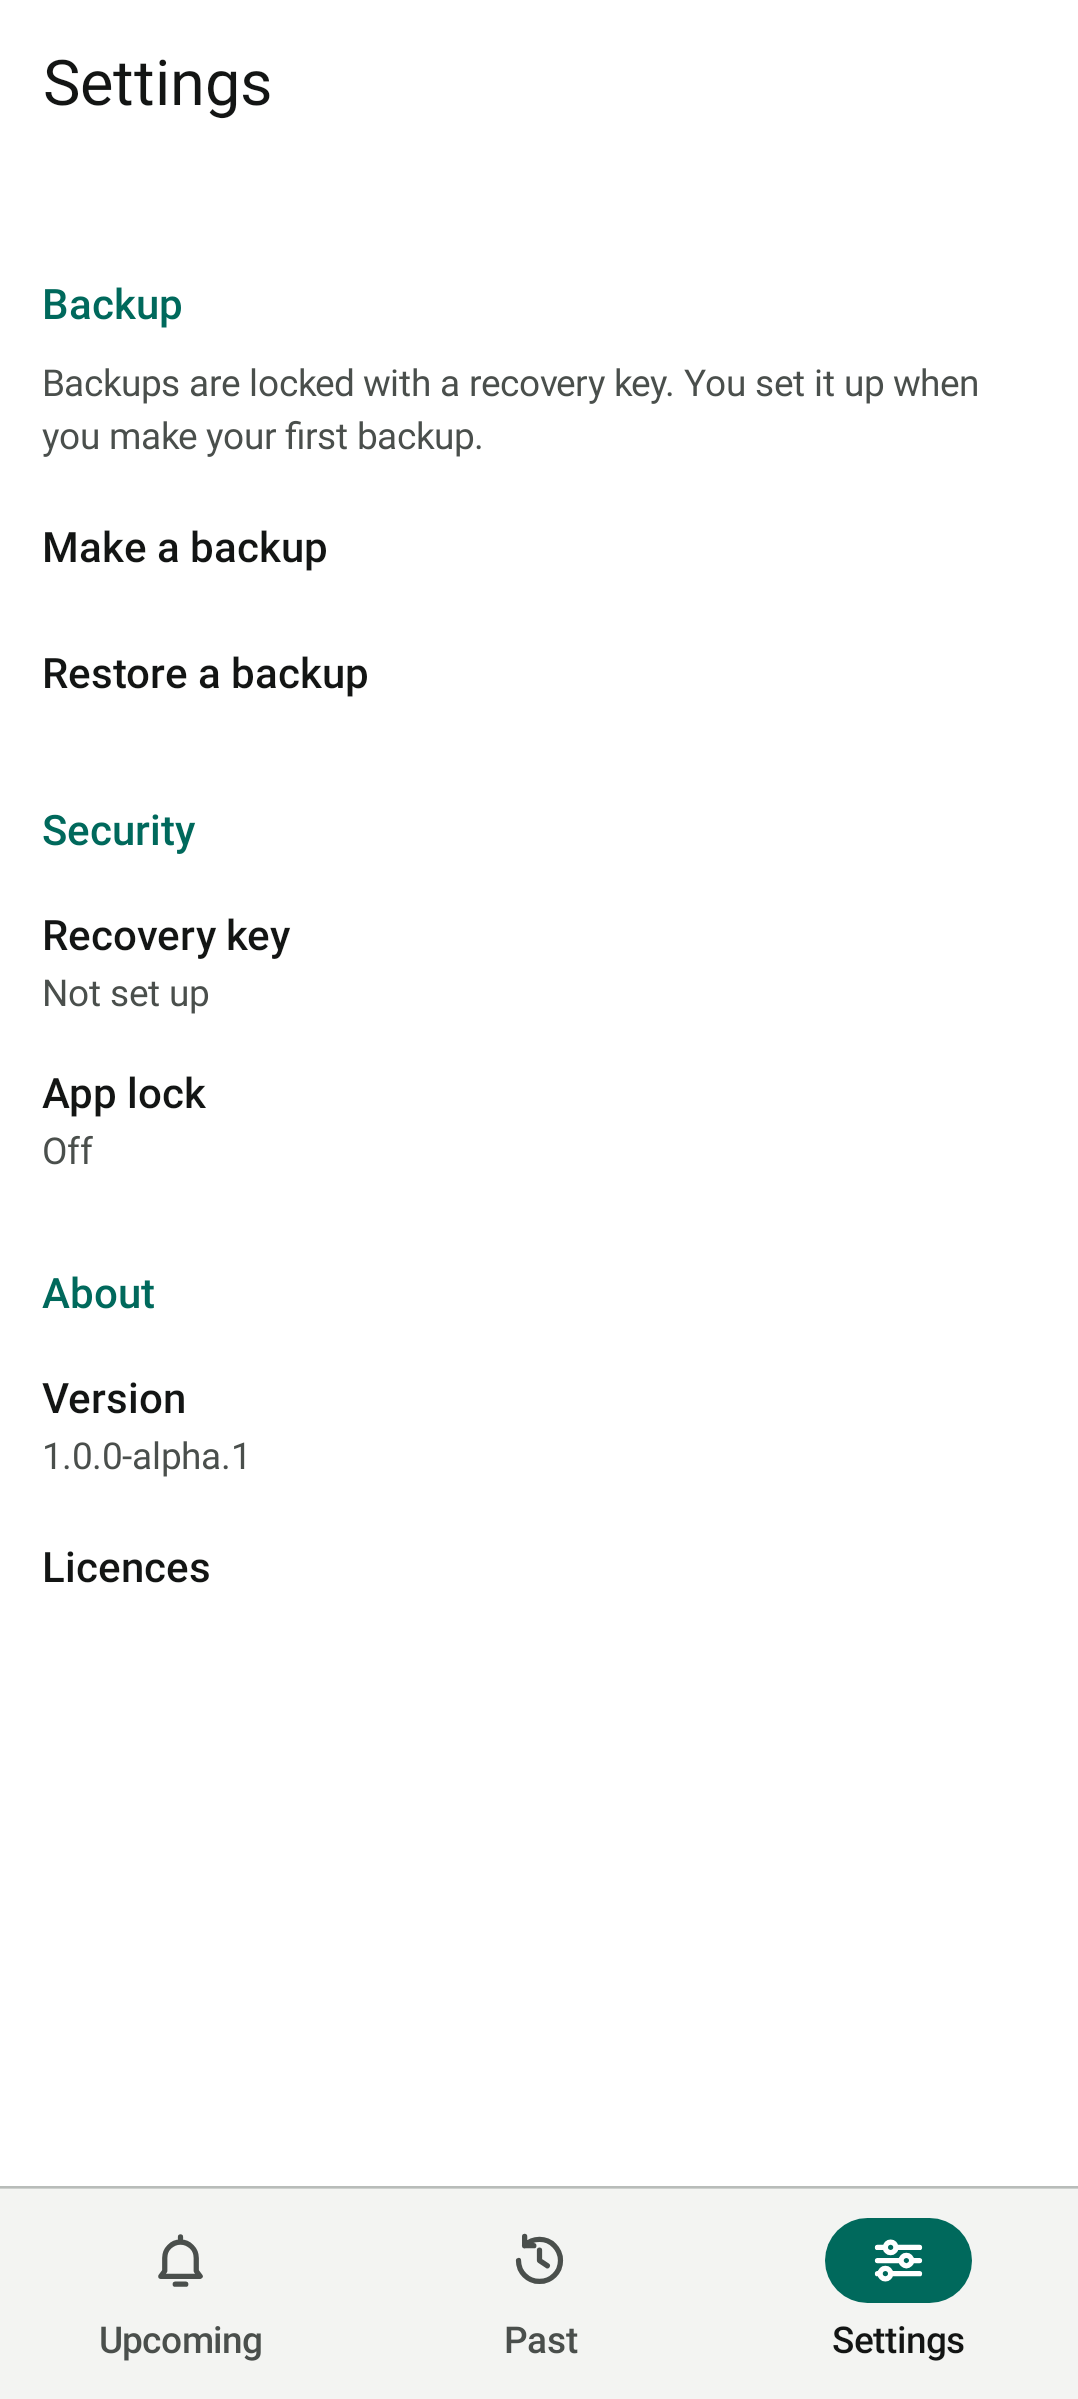 Settings
Backup
Backups are locked with a recovery key. You set it up when
you make your first backup.
Make a backup
Restore a backup
Security
Recovery key
Not set up
App lock
Off
About
Version
1.0.0-alpha.1
Licences
Upcoming
Past
Settings